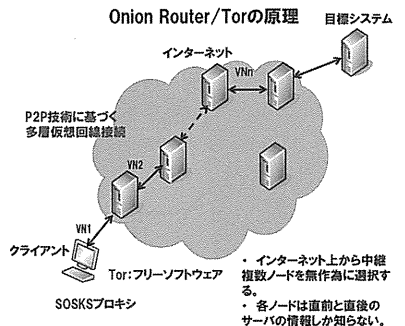 Onion Router/Torの原理
目標システム
インターネット
VNn
P2P技術に基づく
多層仮想回線接続
VN2
VN1
クライアント
Tor:フリーソフトウェア
SOSKSプロキシ
・ インターネット上から中継
複数ノードを無作為に選択す
る。
・ 各ノードは直前と直後の
サーバの情報しか知らない。